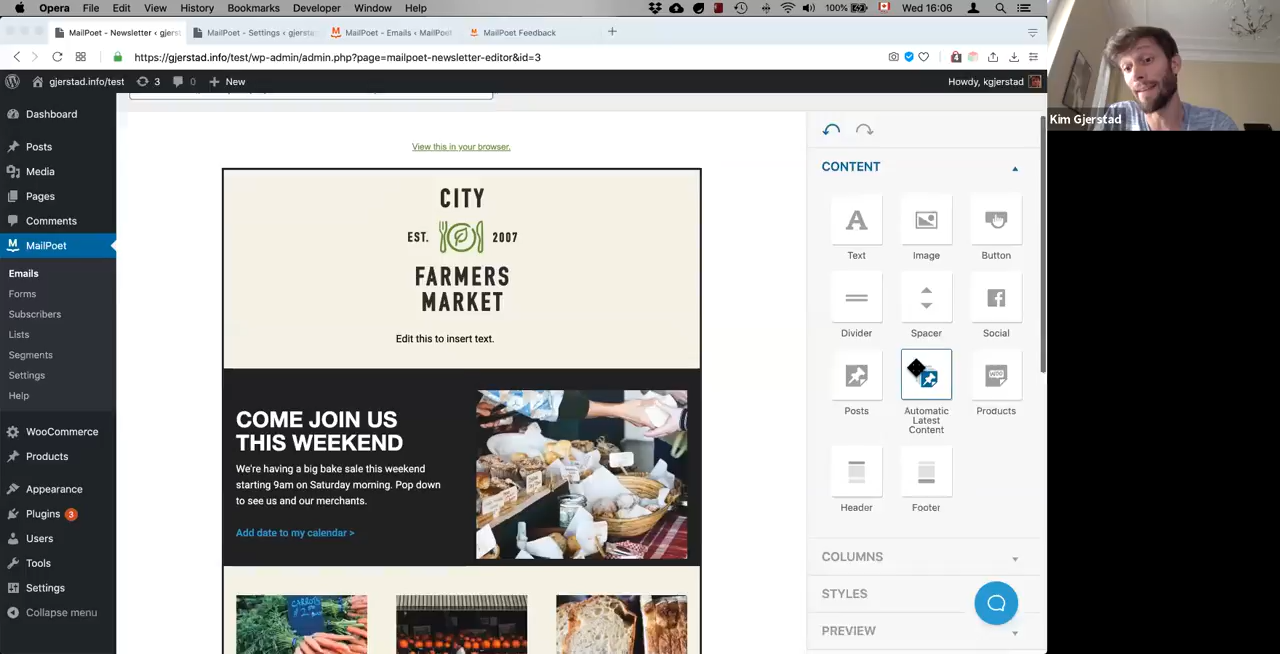 Opera File Edit View History Bookmarks Developer Window Help 100% Wed 16:06
MailPoet - Newsletter ‹ gjerst
MailPoet - Settings ‹ gjersta
MailPoet - Emails ‹ MailPoet
MailPoet Feedback
https://gjerstad.info/test/wp-admin/admin.php?page=mailpoet-newsletter-editor&id=3
gjerstad.info/test 3 0 New Howdy, kgjerstad
Dashboard
Posts
Media
Pages
Comments
MailPoet
Emails
Forms
Subscribers
Lists
Segments
Settings
Help
WooCommerce
Products
Appearance
Plugins 3
Users
Tools
Settings
Collapse menu
View this in your browser.
CITY
EST. 2007
FARMERS
MARKET
Edit this to insert text.
COME JOIN US
THIS WEEKEND
We're having a big bake sale this weekend
starting 9am on Saturday morning. Pop down
to see us and our merchants.
Add date to my calendar >
CARROTS
CONTENT
Text
Image
Button
Divider
Spacer
Social
Posts
Automatic
Latest
Content
WOO
Products
Header
Footer
COLUMNS
STYLES
PREVIEW
Kim Gjerstad